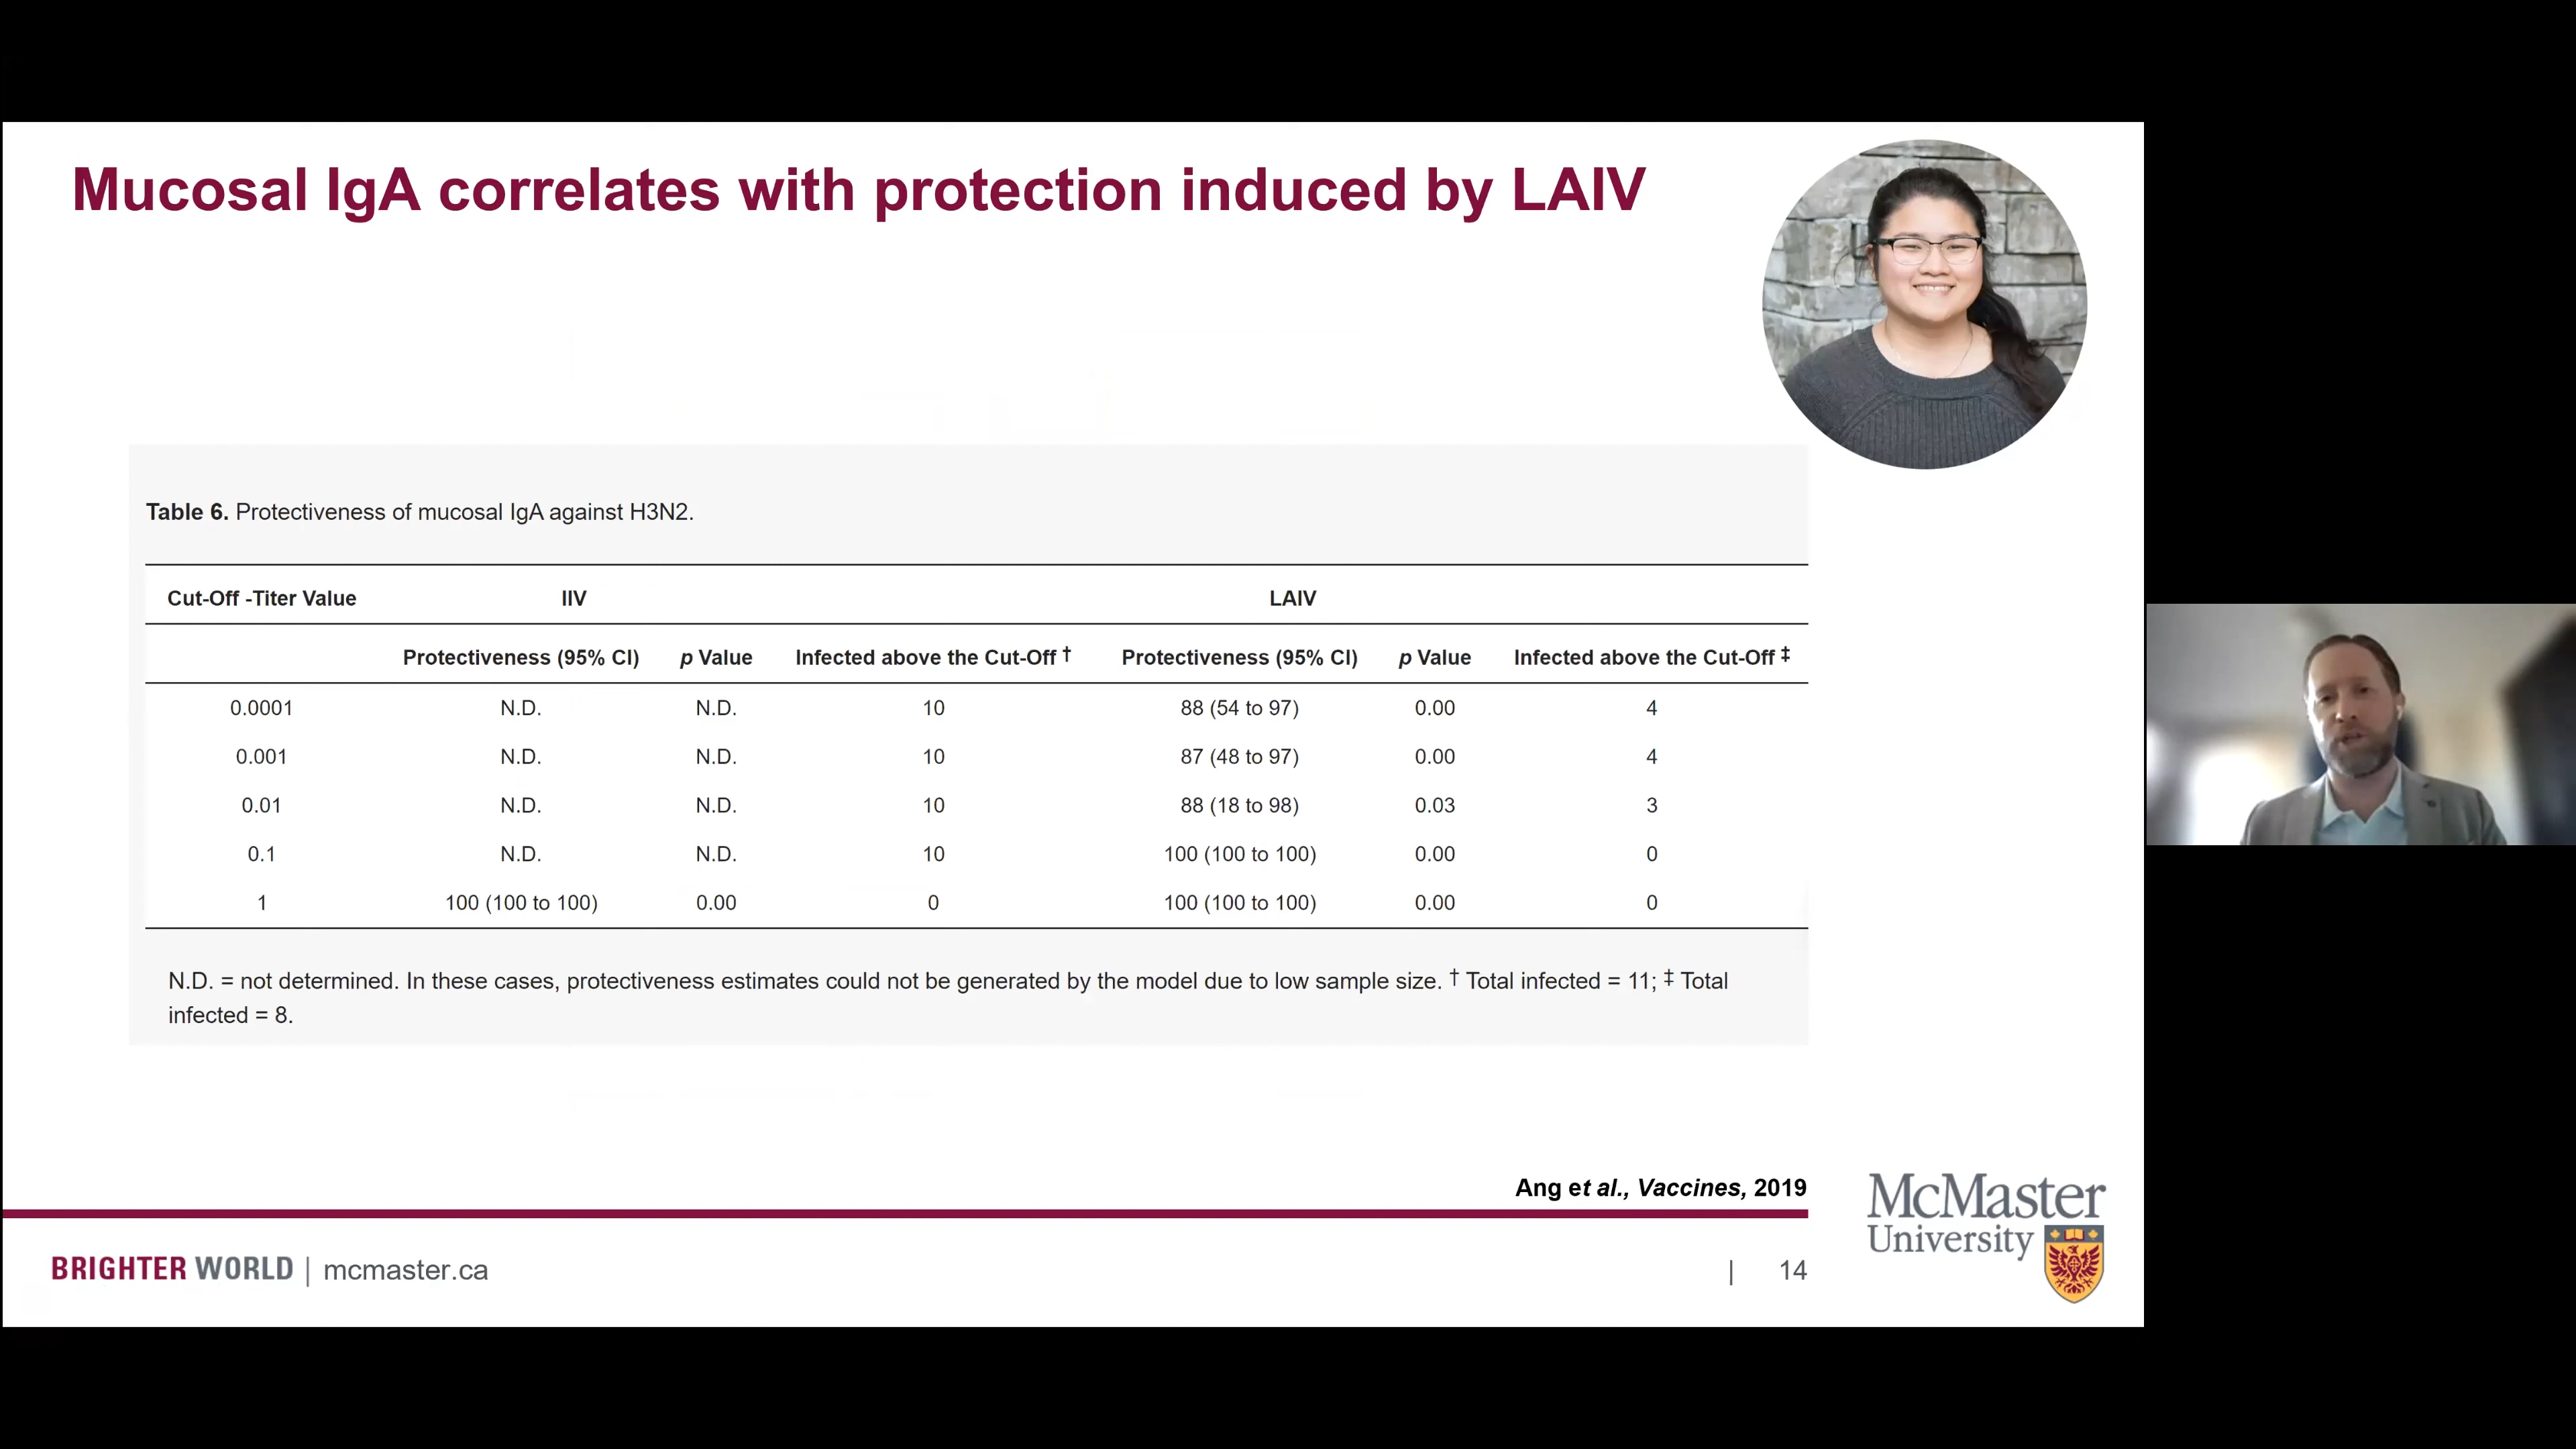 Mucosal IgA correlates with protection induced by LAIV
Table 6. Protectiveness of mucosal IgA against H3N2.
Cut-Off -Titer Value IIV LAIV
Protectiveness (95% CI) p Value Infected above the Cut-Off † Protectiveness (95% CI) p Value Infected above the Cut-Off ‡
0.0001 N.D. N.D. 10 88 (54 to 97) 0.00 4
0.001 N.D. N.D. 10 87 (48 to 97) 0.00 4
0.01 N.D. N.D. 10 88 (18 to 98) 0.03 3
0.1 N.D. N.D. 10 100 (100 to 100) 0.00 0
1 100 (100 to 100) 0.00 0 100 (100 to 100) 0.00 0
N.D. = not determined. In these cases, protectiveness estimates could not be generated by the model due to low sample size. † Total infected = 11; ‡ Total
infected = 8.
Ang et al., Vaccines, 2019
McMaster
University
BRIGHTER WORLD | mcmaster.ca
| 14